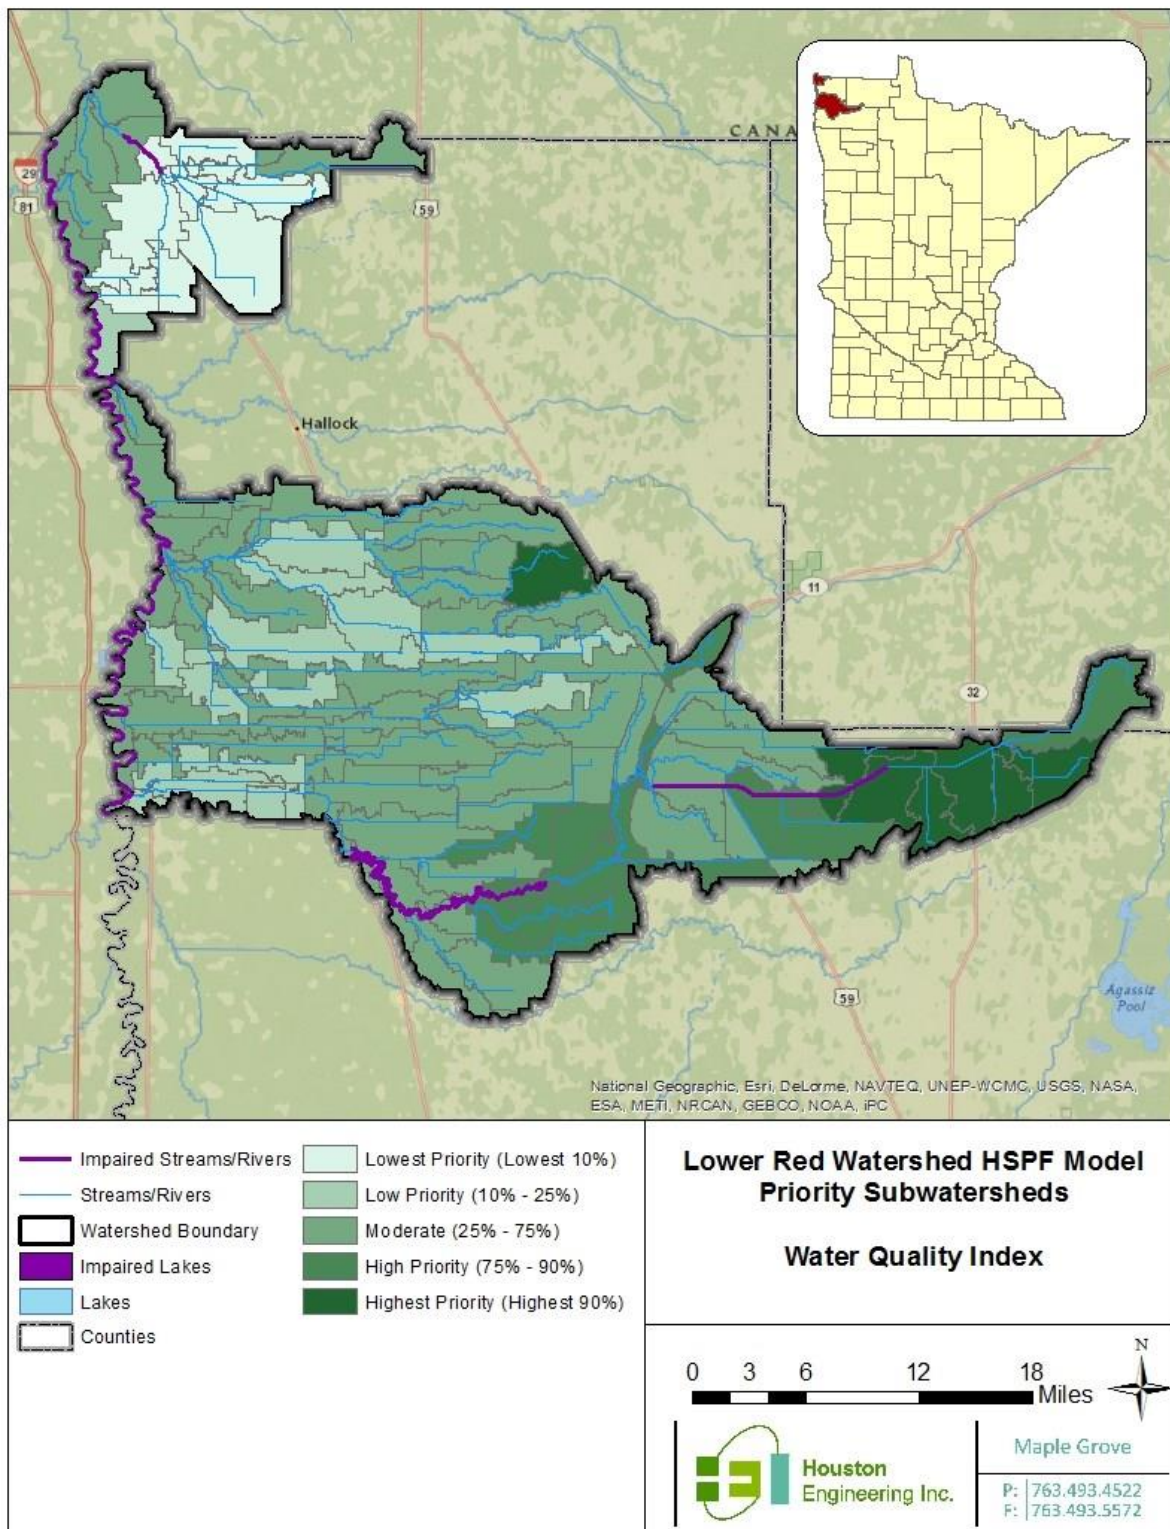 CANA
29
81
59
Hallock
11
32
59
Agassiz
Pool
National Geographic, Esri, DeLorme, NAVTEQ, UNEP-WCMC, USGS, NASA,
ESA, METI, NRCAN, GEBCO, NOAA, iPC
Impaired Streams/Rivers
Streams/Rivers
Watershed Boundary
Impaired Lakes
Lakes
Counties
Lowest Priority (Lowest 10%)
Low Priority (10% - 25%)
Moderate (25% - 75%)
High Priority (75% - 90%)
Highest Priority (Highest 90%)
Lower Red Watershed HSPF Model
Priority Subwatersheds
Water Quality Index
0 3 6 12 18
Miles
N
Houston
Engineering Inc.
Maple Grove
P: 763.493.4522
F: 763.493.5572